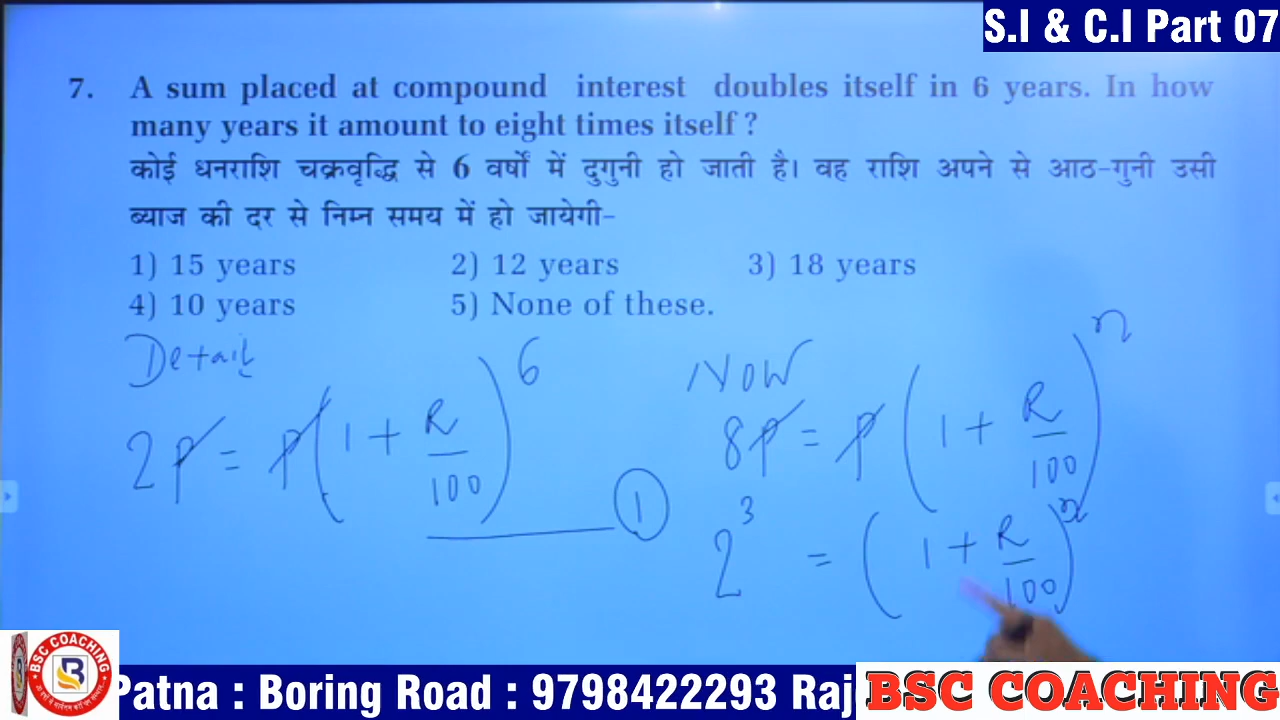 S.I & C.I Part 07
7. A sum placed at compound interest doubles itself in 6 years. In how
many years it amount to eight times itself ?
कोई धनराशि चक्रवृद्धि से 6 वर्षों में दुगुनी हो जाती है। वह राशि अपने से आठ-गुनी उसी
ब्याज की दर से निम्न समय में हो जायेगी-
1) 15 years 2) 12 years 3) 18 years
4) 10 years 5) None of these.
Detail
2P = P(1 + R/100)^6
1
NOW
8P = P(1 + R/100)^n
2^3 = (1 + R/100)^n
BSC COACHING
B
Patna : Boring Road : 9798422293 Raj
BSC COACHING